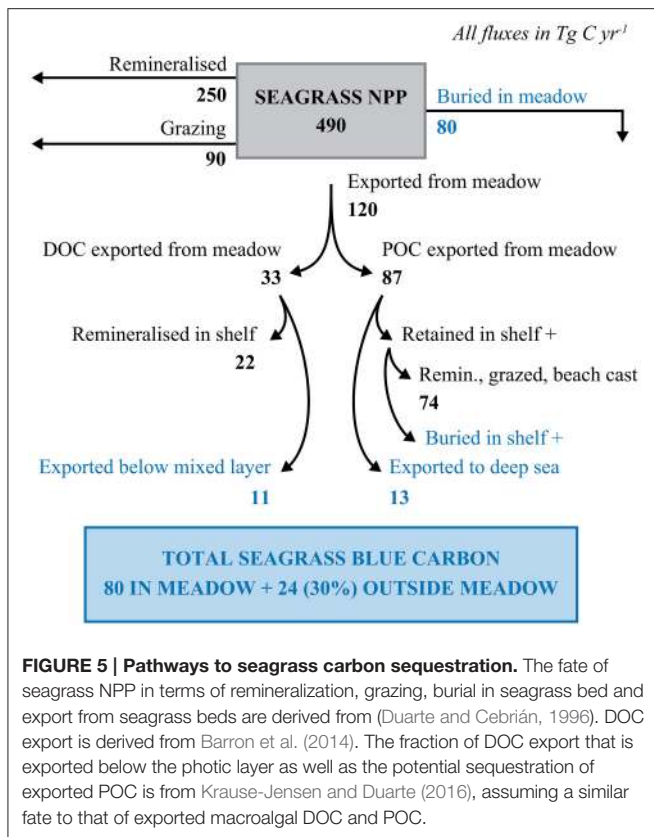 All fluxes in Tg C yr-1
Remineralised
250
SEAGRASS NPP
490
Buried in meadow
80
Grazing
90
Exported from meadow
120
DOC exported from meadow
33
POC exported from meadow
87
Remineralised in shelf
22
Retained in shelf +
Remin., grazed, beach cast
74
Buried in shelf +
Exported below mixed layer
11
Exported to deep sea
13
TOTAL SEAGRASS BLUE CARBON
80 IN MEADOW + 24 (30%) OUTSIDE MEADOW
FIGURE 5 | Pathways to seagrass carbon sequestration. The fate of
seagrass NPP in terms of remineralization, grazing, burial in seagrass bed and
export from seagrass beds are derived from (Duarte and Cebrián, 1996). DOC
export is derived from Barron et al. (2014). The fraction of DOC export that is
exported below the photic layer as well as the potential sequestration of
exported POC is from Krause-Jensen and Duarte (2016), assuming a similar
fate to that of exported macroalgal DOC and POC.